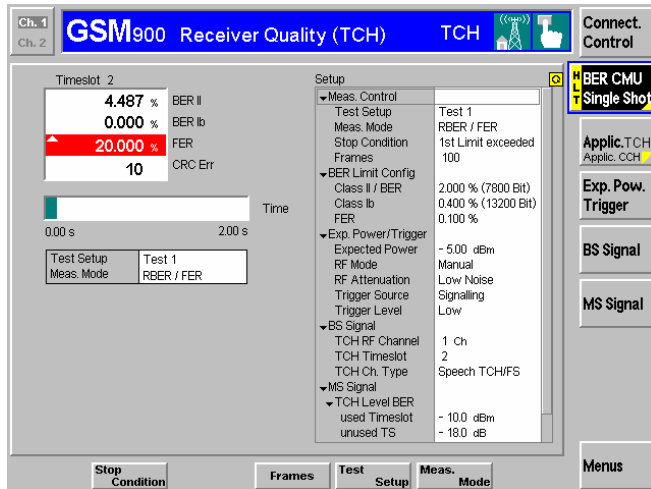 Ch. 1
Ch. 2
GSM900 Receiver Quality (TCH) TCH
((((o))))
Connect.
Control
Timeslot 2
4.487 % BER II
0.000 % BER Ib
20.000 % FER
10 CRC Err
Time
0.00 s 2.00 s
Test Setup Test 1
Meas. Mode RBER / FER
Setup
Meas. Control
Test Setup Test 1
Meas. Mode RBER / FER
Stop Condition 1st Limit exceeded
Frames 100
BER Limit Config
Class II / BER 2.000 % (7800 Bit)
Class Ib 0.400 % (13200 Bit)
FER 0.100 %
Exp. Power/Trigger
Expected Power - 5.00 dBm
RF Mode Manual
RF Attenuation Low Noise
Trigger Source Signalling
Trigger Level Low
BS Signal
TCH RF Channel 1 Ch
TCH Timeslot 2
TCH Ch. Type Speech TCH/FS
MS Signal
TCH Level BER
used Timeslot - 10.0 dBm
unused TS - 18.0 dB
HLT
BER CMU
Single Shot
Applic.TCH
Applic. CCH
Exp. Pow.
Trigger
BS Signal
MS Signal
Menus
Stop
Condition
Frames
Test
Setup
Meas.
Mode